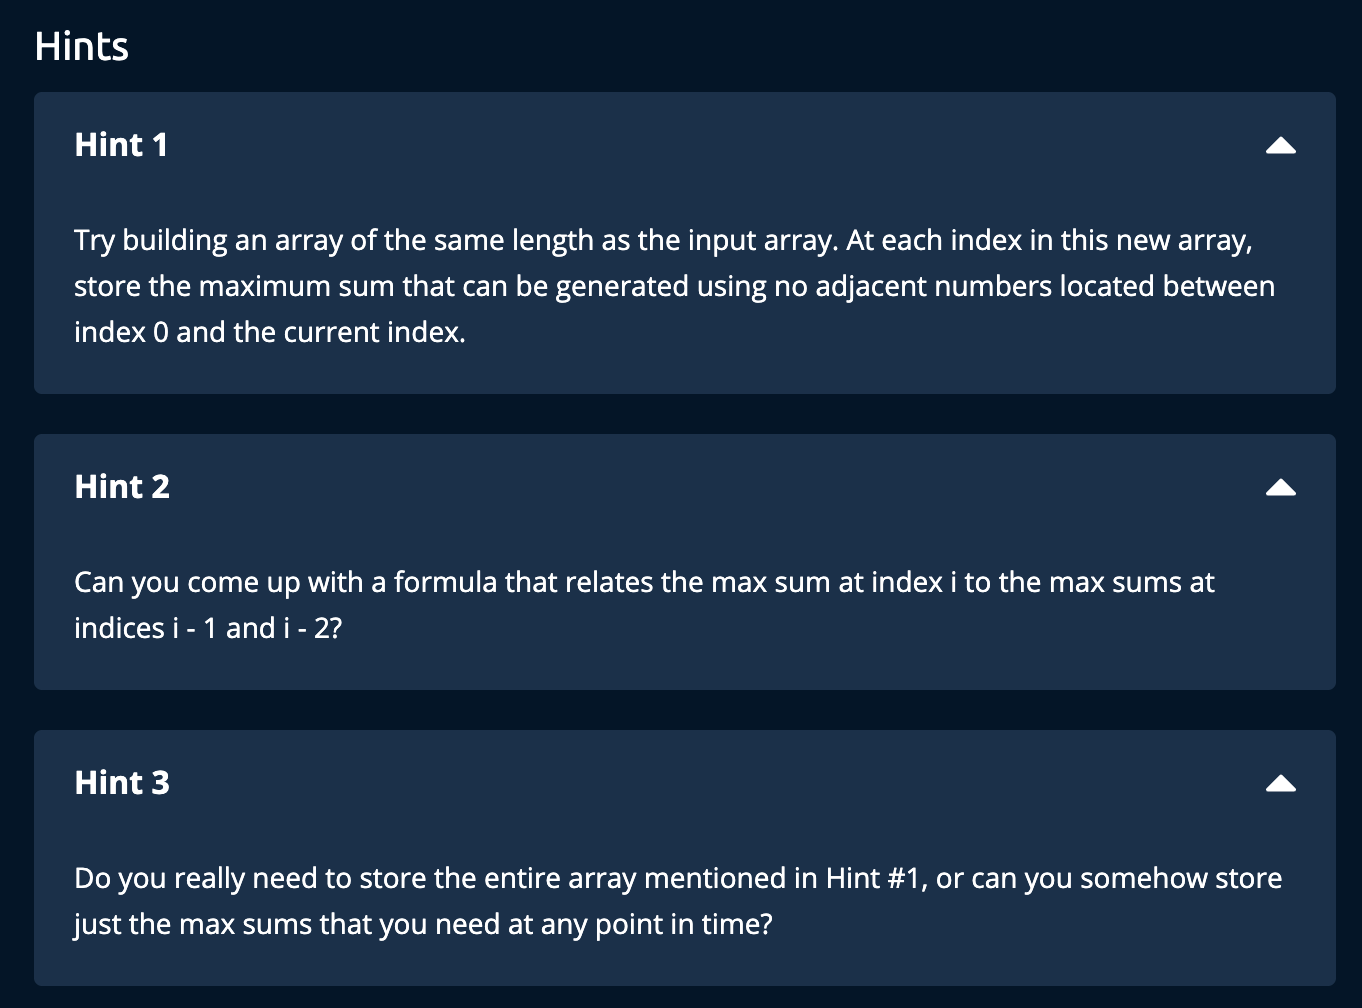 Hints
Hint 1
Try building an array of the same length as the input array. At each index in this new array,
store the maximum sum that can be generated using no adjacent numbers located between
index 0 and the current index.
Hint 2
Can you come up with a formula that relates the max sum at index i to the max sums at
indices i - 1 and i - 2?
Hint 3
Do you really need to store the entire array mentioned in Hint #1, or can you somehow store
just the max sums that you need at any point in time?